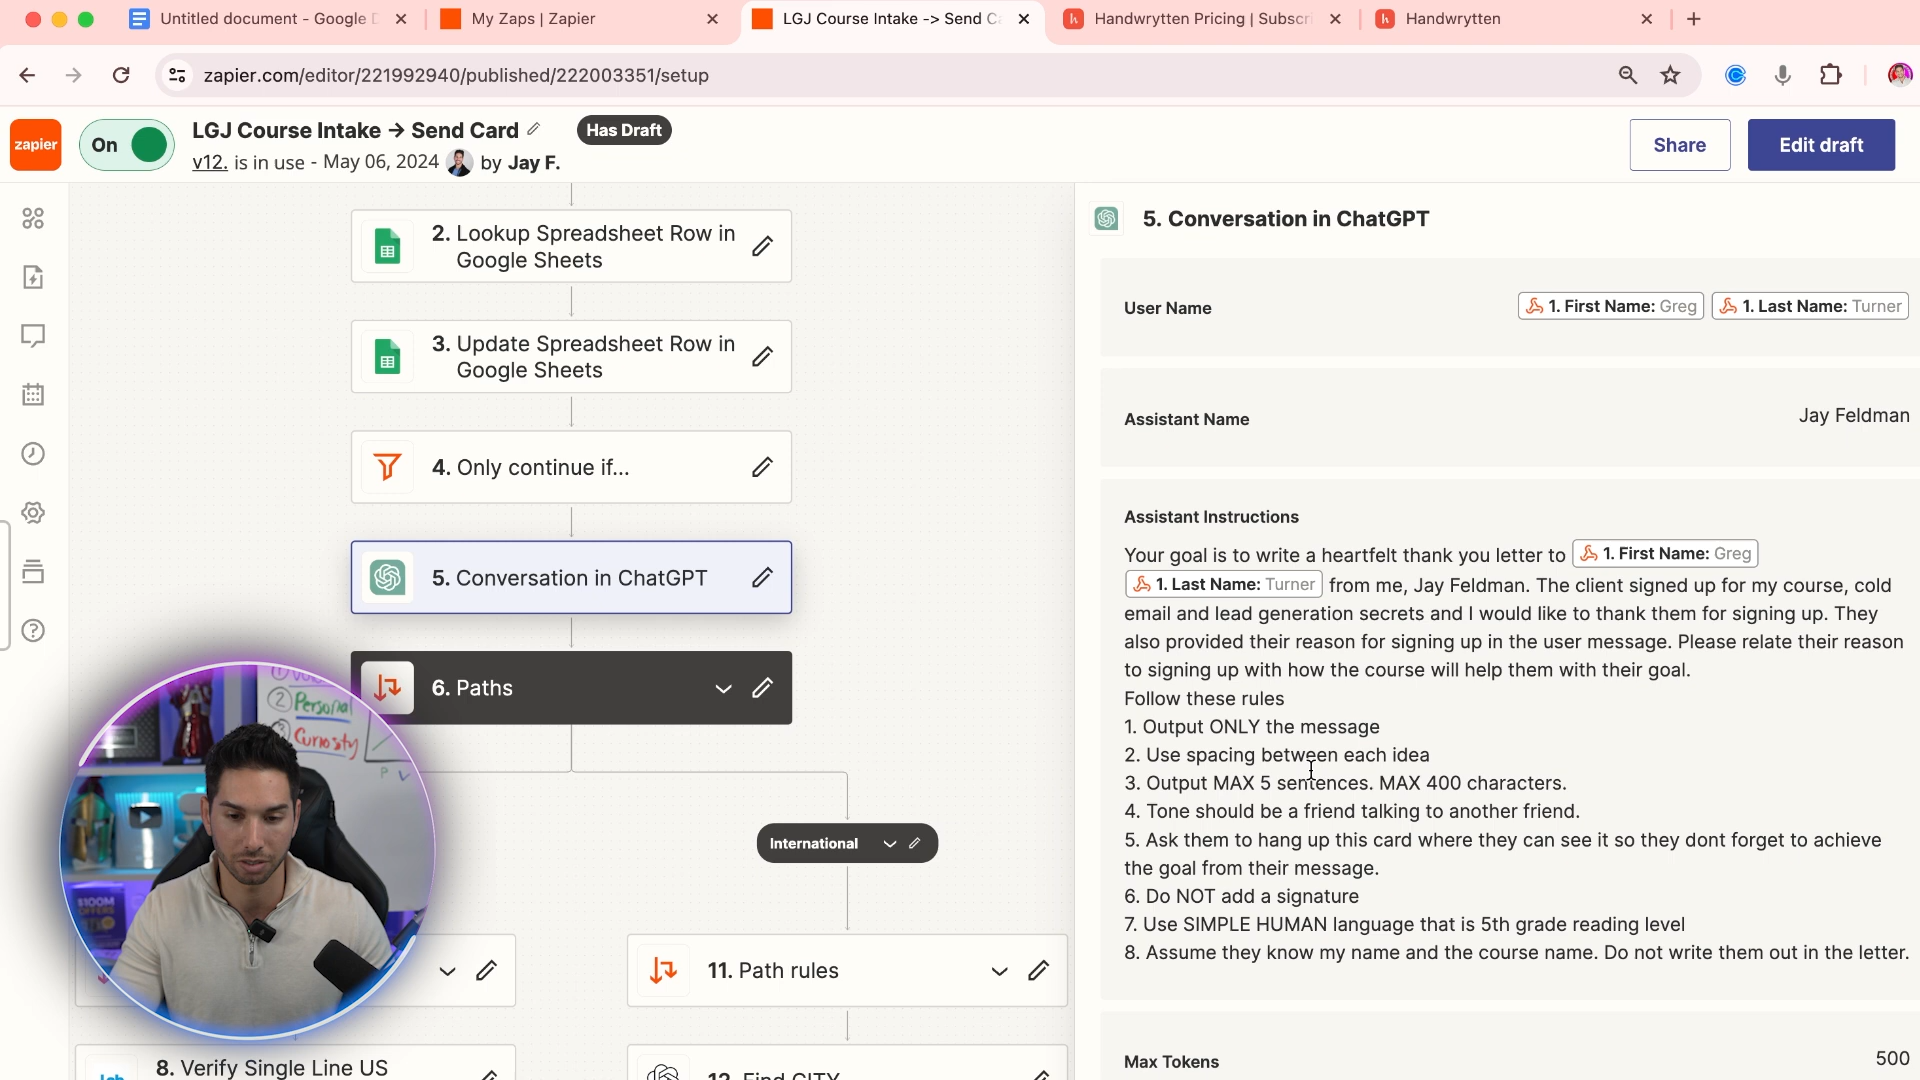 Untitled document - Google D
My Zaps | Zapier
LGJ Course Intake -> Send C
Handwrytten Pricing | Subscri
Handwrytten
zapier.com/editor/221992940/published/222003351/setup
zapier
On
LGJ Course Intake → Send Card
Has Draft
v12. is in use - May 06, 2024 by Jay F.
Share
Edit draft
2. Lookup Spreadsheet Row in
Google Sheets
3. Update Spreadsheet Row in
Google Sheets
4. Only continue if...
5. Conversation in ChatGPT
6. Paths
International
11. Path rules
8. Verify Single Line US
12. Find CITY
② Personal
③ Curiosity
P V
$100M
OFFERS
5. Conversation in ChatGPT
User Name
1. First Name: Greg
1. Last Name: Turner
Assistant Name
Jay Feldman
Assistant Instructions
Your goal is to write a heartfelt thank you letter to 1. First Name: Greg
1. Last Name: Turner from me, Jay Feldman. The client signed up for my course, cold
email and lead generation secrets and I would like to thank them for signing up. They
also provided their reason for signing up in the user message. Please relate their reason
to signing up with how the course will help them with their goal.
Follow these rules
1. Output ONLY the message
2. Use spacing between each idea
3. Output MAX 5 sentences. MAX 400 characters.
4. Tone should be a friend talking to another friend.
5. Ask them to hang up this card where they can see it so they dont forget to achieve
the goal from their message.
6. Do NOT add a signature
7. Use SIMPLE HUMAN language that is 5th grade reading level
8. Assume they know my name and the course name. Do not write them out in the letter.
Max Tokens
500